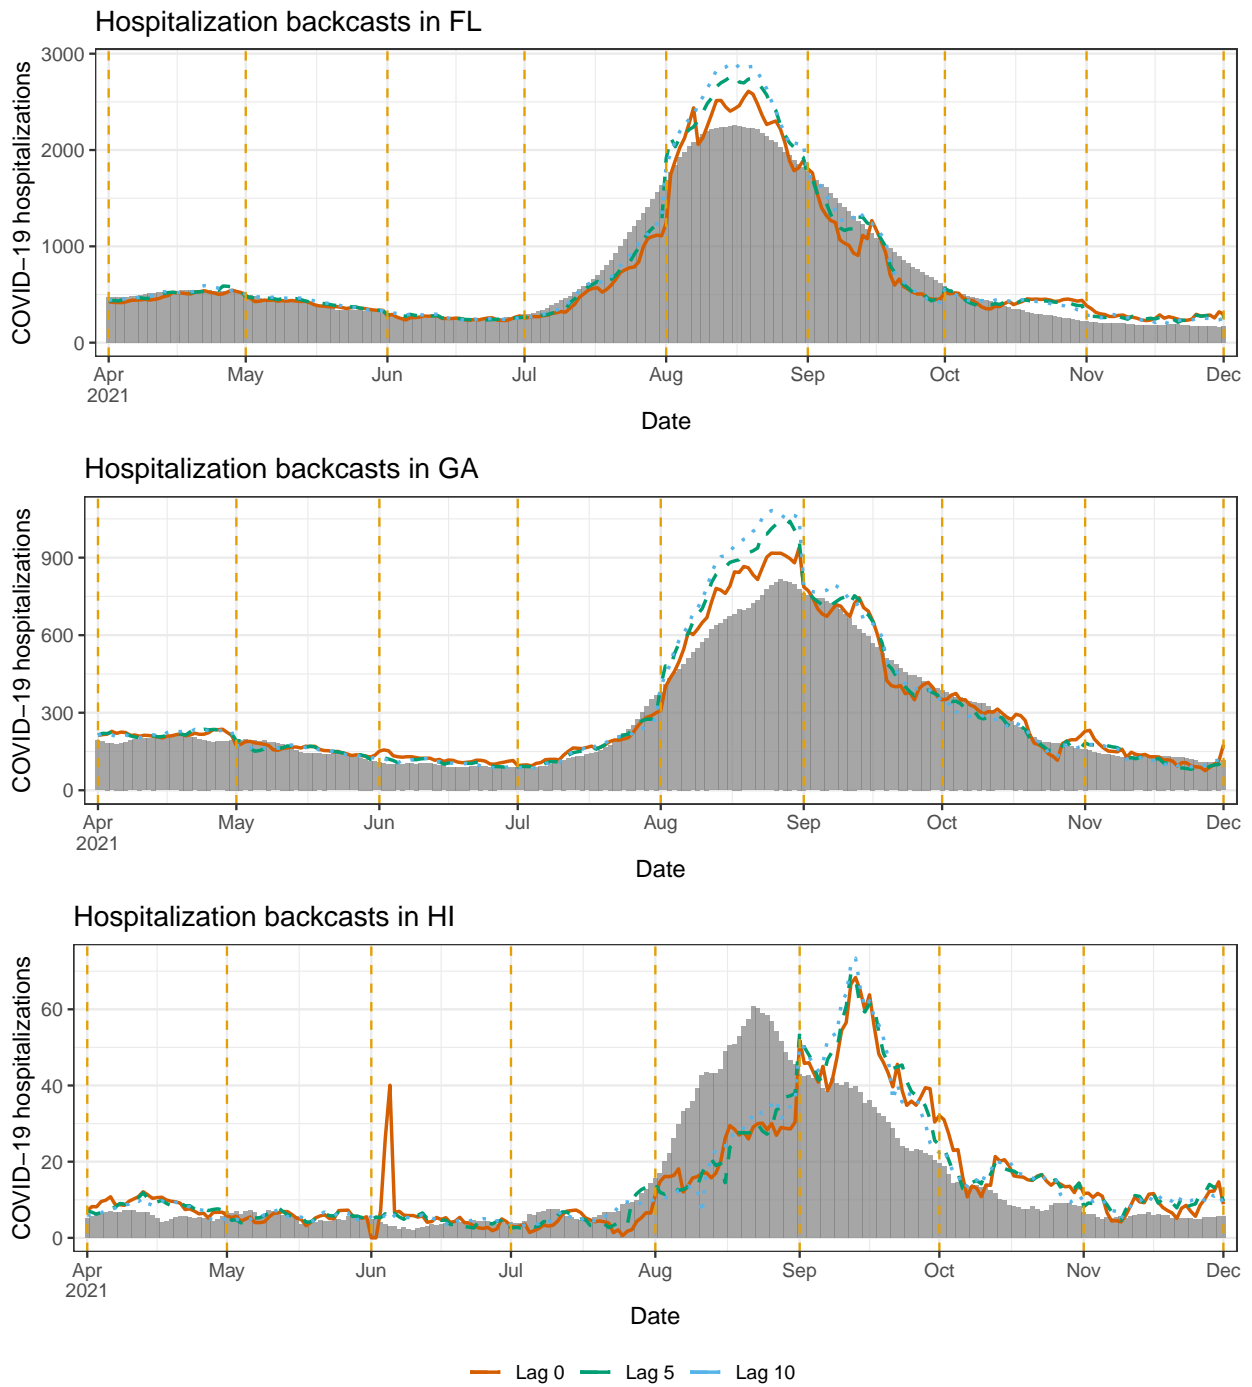 Hospitalization backcasts in FL
COVID−19 hospitalizations
3000
2000
1000
0
Apr May Jun Jul Aug Sep Oct Nov Dec
2021
Date
Hospitalization backcasts in GA
COVID−19 hospitalizations
900
600
300
0
Apr May Jun Jul Aug Sep Oct Nov Dec
2021
Date
Hospitalization backcasts in HI
COVID−19 hospitalizations
60
40
20
0
Apr May Jun Jul Aug Sep Oct Nov Dec
2021
Date
Lag 0 Lag 5 Lag 10